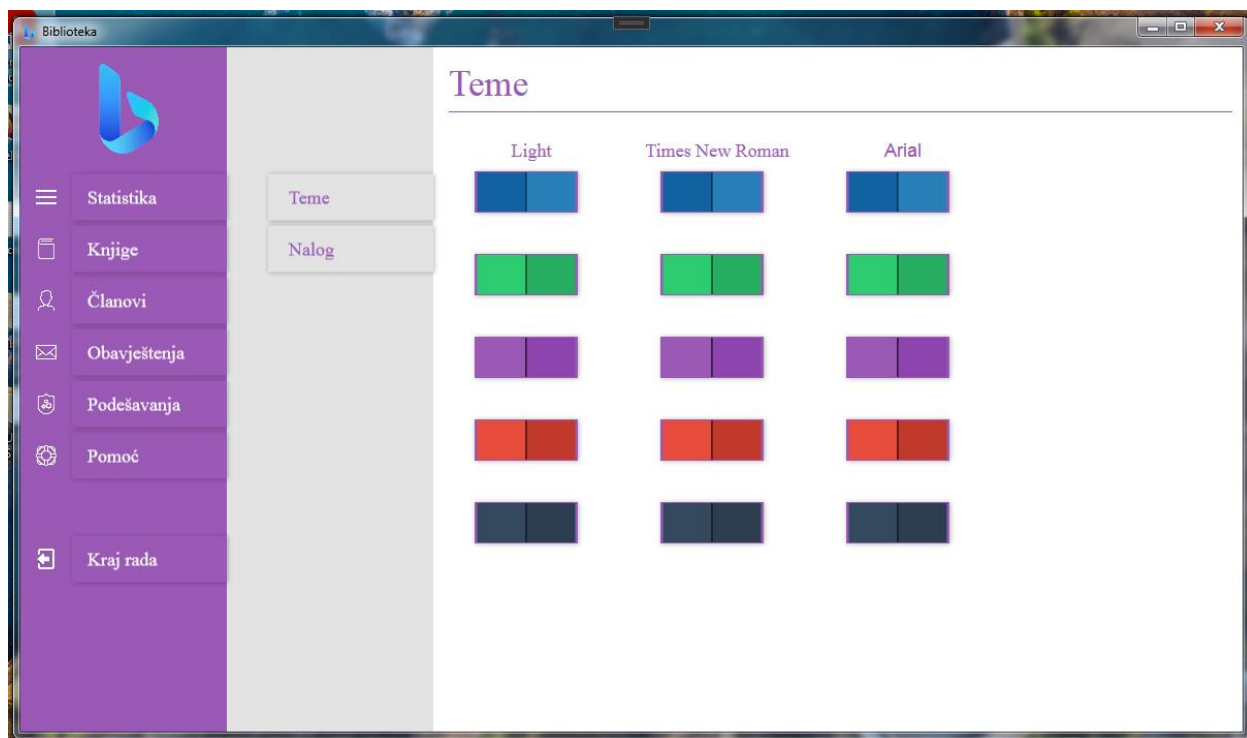 Biblioteka
Statistika
Knjige
Članovi
Obavještenja
Podešavanja
Pomoć
Kraj rada
Teme
Nalog
Teme
Light
Times New Roman
Arial